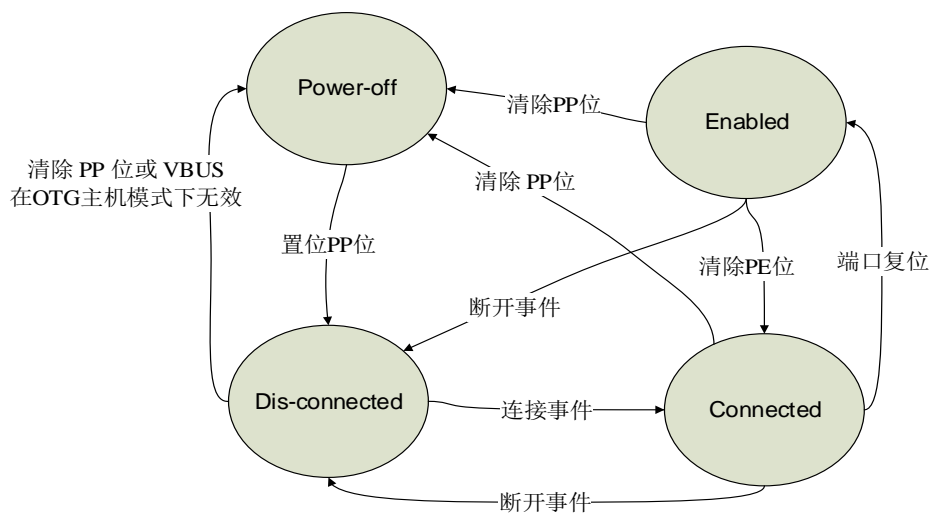 Power-off
Enabled
清除PP位
清除 PP 位或 VBUS
在OTG主机模式下无效
清除 PP位
置位PP位
清除PE位
端口复位
断开事件
Dis-connected
连接事件
Connected
断开事件